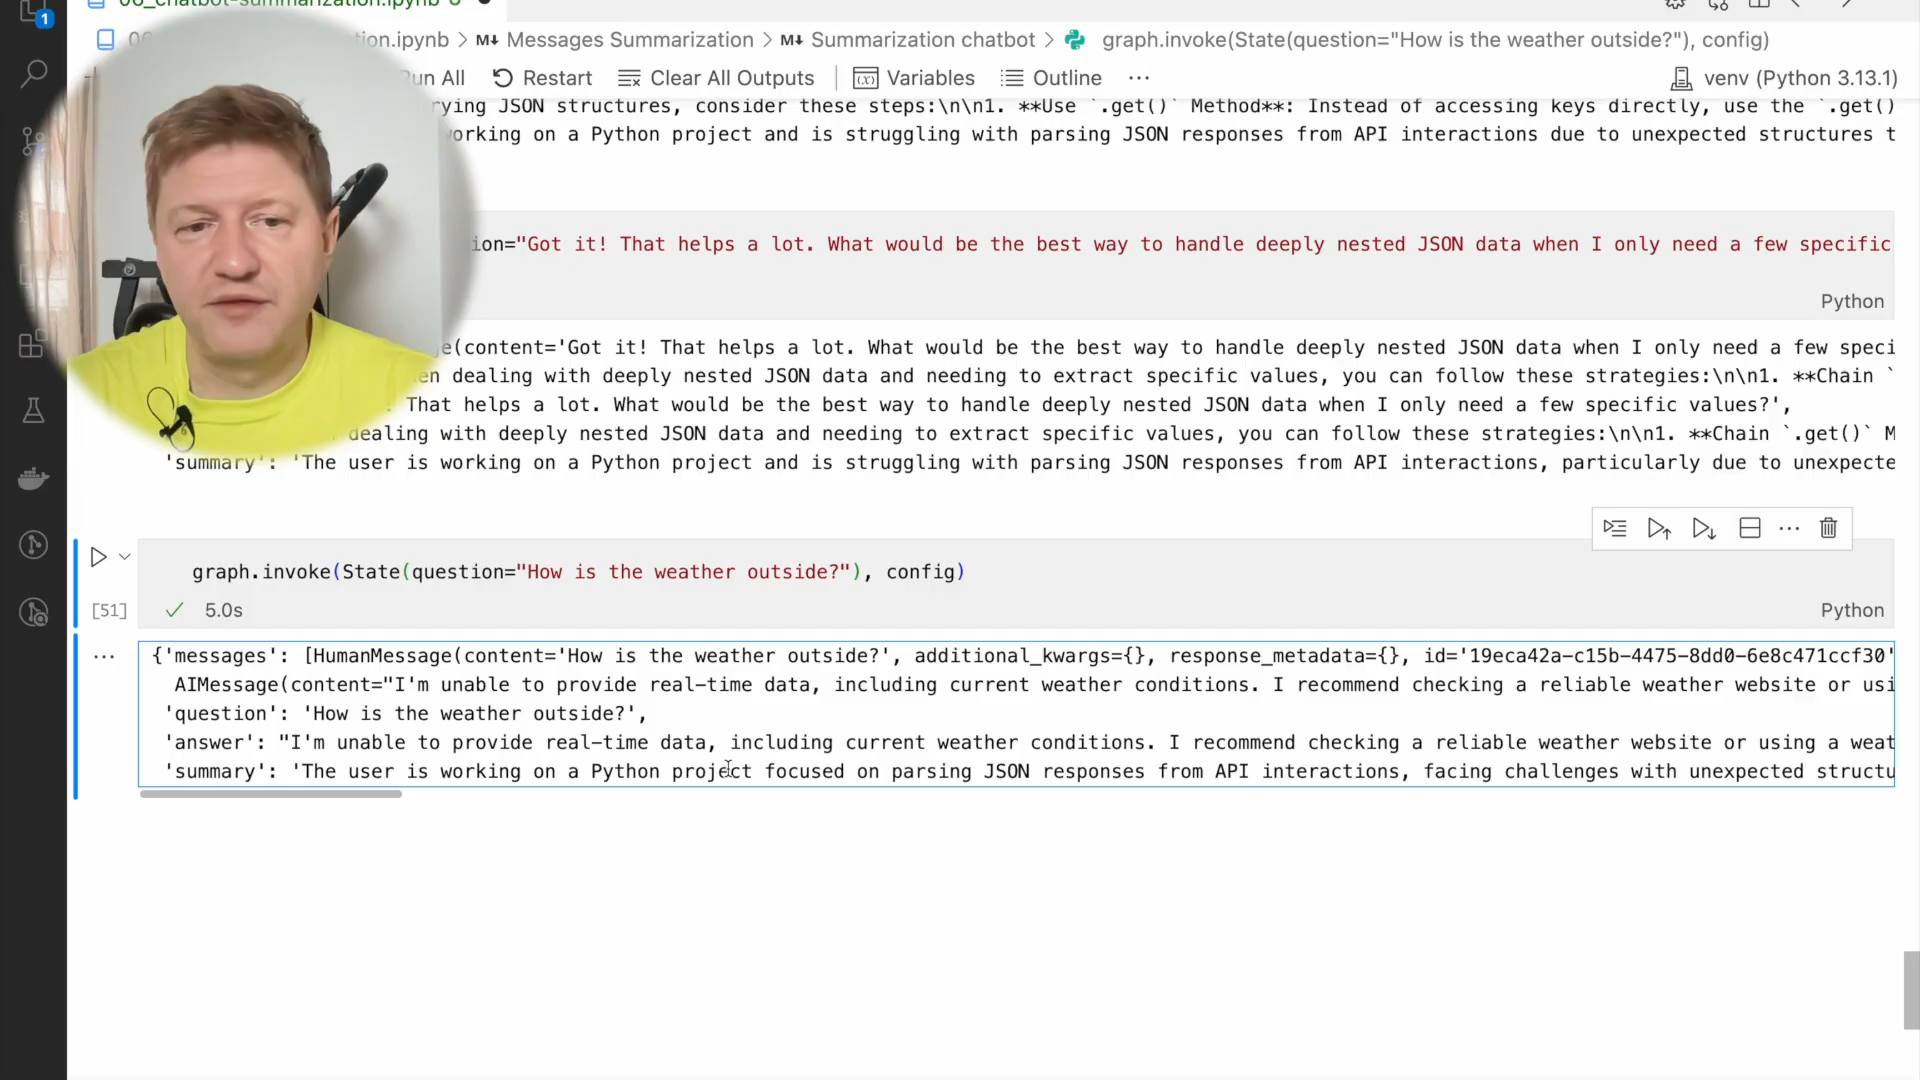 06_chatbot-summarization.ipynb 6
1
ion.ipynb > M↓ Messages Summarization > M↓ Summarization chatbot > graph.invoke(State(question="How is the weather outside?"), config)
Run All Restart Clear All Outputs Variables Outline ··· venv (Python 3.13.1)
rying JSON structures, consider these steps:\n\n1. **Use `.get()` Method**: Instead of accessing keys directly, use the `.get()
working on a Python project and is struggling with parsing JSON responses from API interactions due to unexpected structures t
ion="Got it! That helps a lot. What would be the best way to handle deeply nested JSON data when I only need a few specific
Python
ge(content='Got it! That helps a lot. What would be the best way to handle deeply nested JSON data when I only need a few speci
en dealing with deeply nested JSON data and needing to extract specific values, you can follow these strategies:\n\n1. **Chain `
! That helps a lot. What would be the best way to handle deeply nested JSON data when I only need a few specific values?',
dealing with deeply nested JSON data and needing to extract specific values, you can follow these strategies:\n\n1. **Chain `.get()` M
'summary': 'The user is working on a Python project and is struggling with parsing JSON responses from API interactions, particularly due to unexpecte
graph.invoke(State(question="How is the weather outside?"), config)
[51] 5.0s Python
{'messages': [HumanMessage(content='How is the weather outside?', additional_kwargs={}, response_metadata={}, id='19eca42a-c15b-4475-8dd0-6e8c471ccf30'
AIMessage(content="I'm unable to provide real-time data, including current weather conditions. I recommend checking a reliable weather website or usi
'question': 'How is the weather outside?',
'answer': "I'm unable to provide real-time data, including current weather conditions. I recommend checking a reliable weather website or using a weat
'summary': 'The user is working on a Python project focused on parsing JSON responses from API interactions, facing challenges with unexpected structu